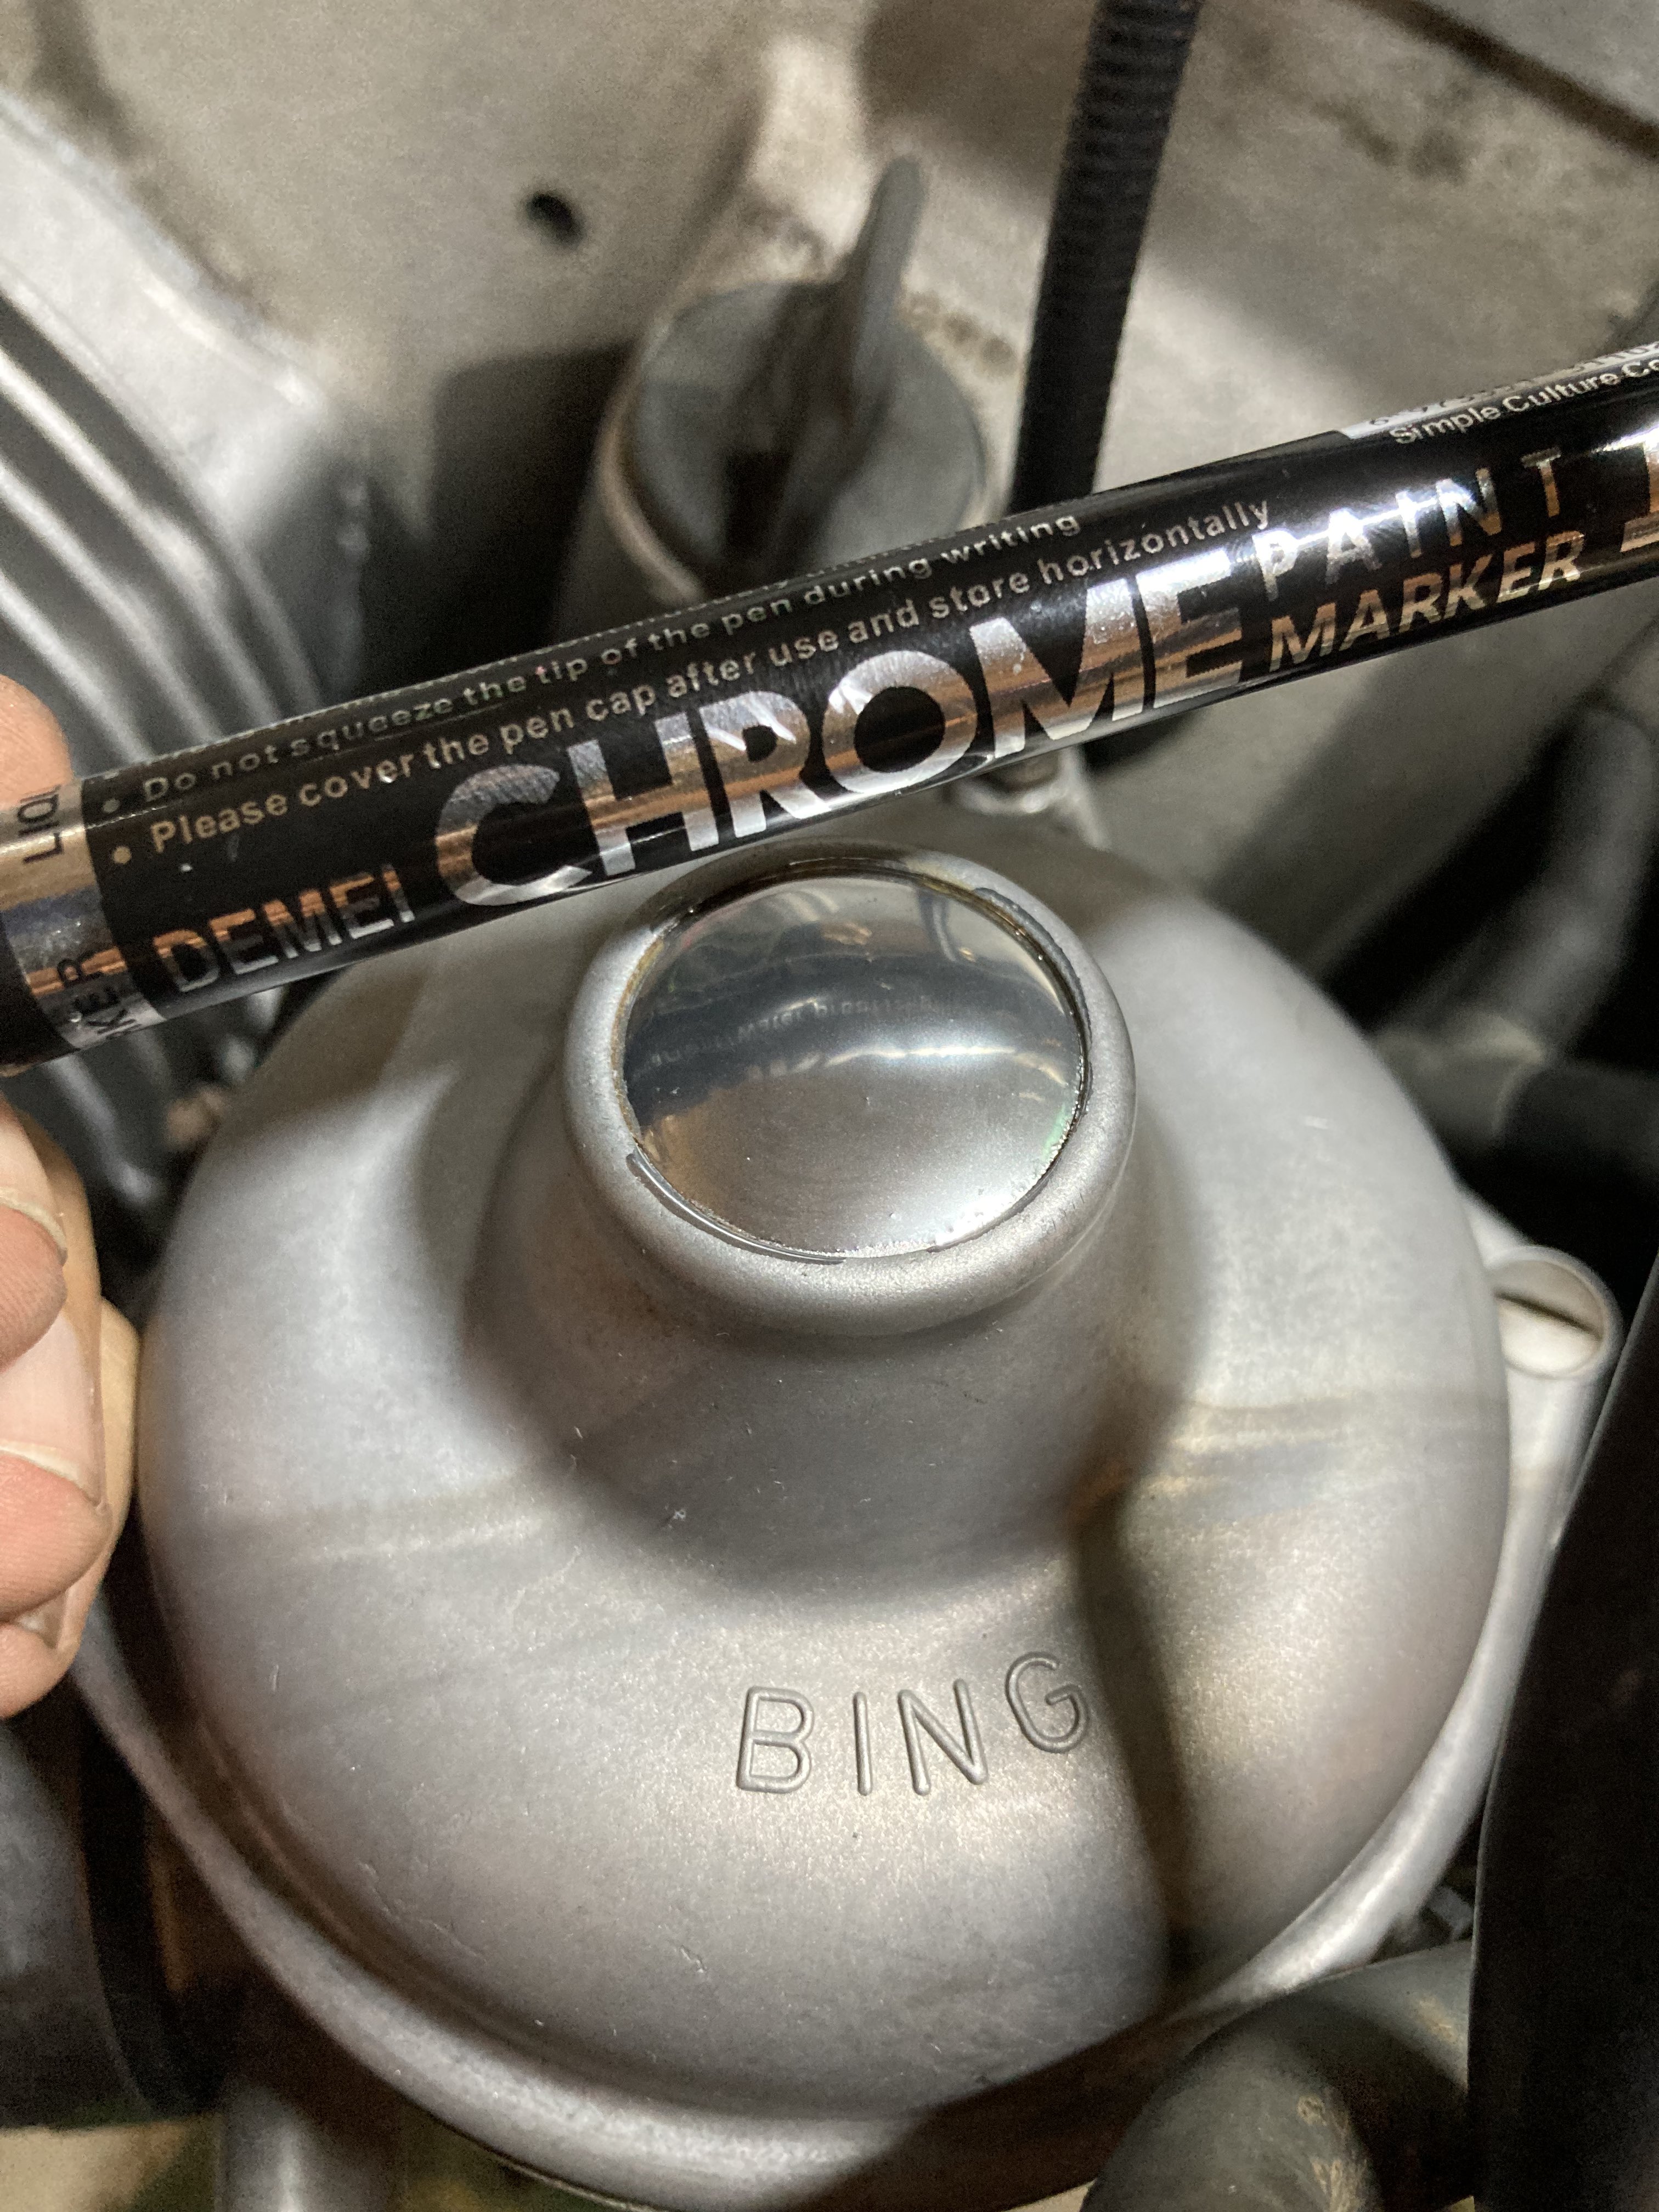 Simple Culture Co
• Do not squeeze the tip of the pen during writing
• Please cover the pen cap after use and store horizontally
DEMEI CHROME PAINT MARKER
BING